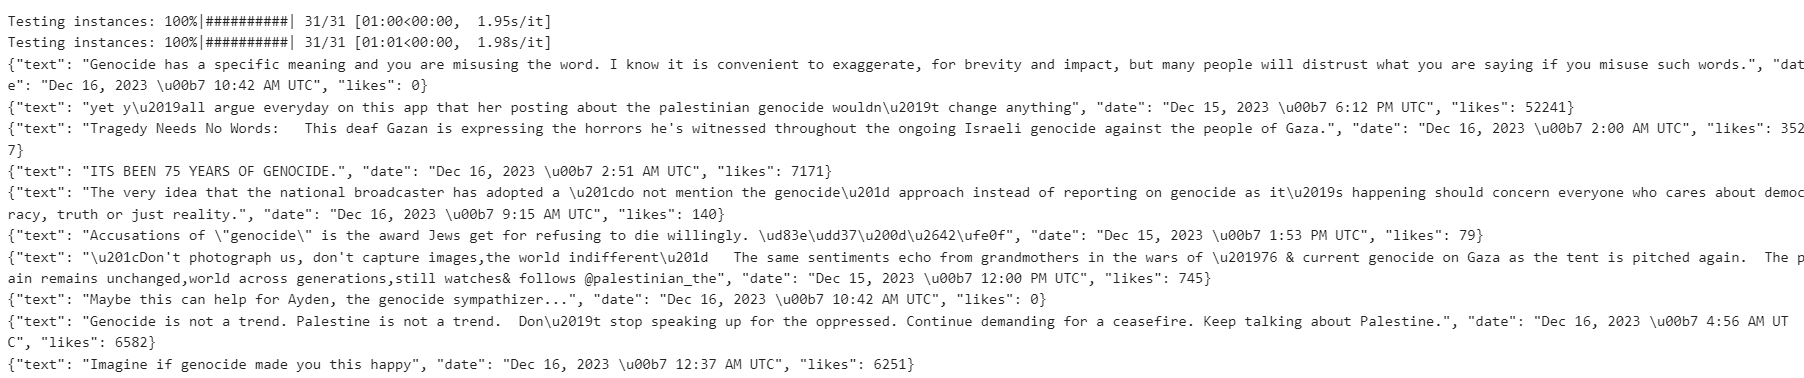 Testing instances: 100%|##########| 31/31 [01:00<00:00,  1.95s/it]
Testing instances: 100%|##########| 31/31 [01:01<00:00,  1.98s/it]
{"text": "Genocide has a specific meaning and you are misusing the word. I know it is convenient to exaggerate, for brevity and impact, but many people will distrust what you are saying if you misuse such words.", "dat
e": "Dec 16, 2023 \u00b7 10:42 AM UTC", "likes": 0}
{"text": "yet y\u2019all argue everyday on this app that her posting about the palestinian genocide wouldn\u2019t change anything", "date": "Dec 15, 2023 \u00b7 6:12 PM UTC", "likes": 52241}
{"text": "Tragedy Needs No Words:   This deaf Gazan is expressing the horrors he's witnessed throughout the ongoing Israeli genocide against the people of Gaza.", "date": "Dec 16, 2023 \u00b7 2:00 AM UTC", "likes": 352
7}
{"text": "ITS BEEN 75 YEARS OF GENOCIDE.", "date": "Dec 16, 2023 \u00b7 2:51 AM UTC", "likes": 7171}
{"text": "The very idea that the national broadcaster has adopted a \u201cdo not mention the genocide\u201d approach instead of reporting on genocide as it\u2019s happening should concern everyone who cares about democ
racy, truth or just reality.", "date": "Dec 16, 2023 \u00b7 9:15 AM UTC", "likes": 140}
{"text": "Accusations of \"genocide\" is the award Jews get for refusing to die willingly. \ud83e\udd37\u200d\u2642\ufe0f", "date": "Dec 15, 2023 \u00b7 1:53 PM UTC", "likes": 79}
{"text": "\u201cDon't photograph us, don't capture images,the world indifferent\u201d   The same sentiments echo from grandmothers in the wars of \u201976 & current genocide on Gaza as the tent is pitched again.  The p
ain remains unchanged,world across generations,still watches& follows @palestinian_the", "date": "Dec 15, 2023 \u00b7 12:00 PM UTC", "likes": 745}
{"text": "Maybe this can help for Ayden, the genocide sympathizer...", "date": "Dec 16, 2023 \u00b7 10:42 AM UTC", "likes": 0}
{"text": "Genocide is not a trend. Palestine is not a trend.  Don\u2019t stop speaking up for the oppressed. Continue demanding for a ceasefire. Keep talking about Palestine.", "date": "Dec 16, 2023 \u00b7 4:56 AM UT
C", "likes": 6582}
{"text": "Imagine if genocide made you this happy", "date": "Dec 16, 2023 \u00b7 12:37 AM UTC", "likes": 6251}